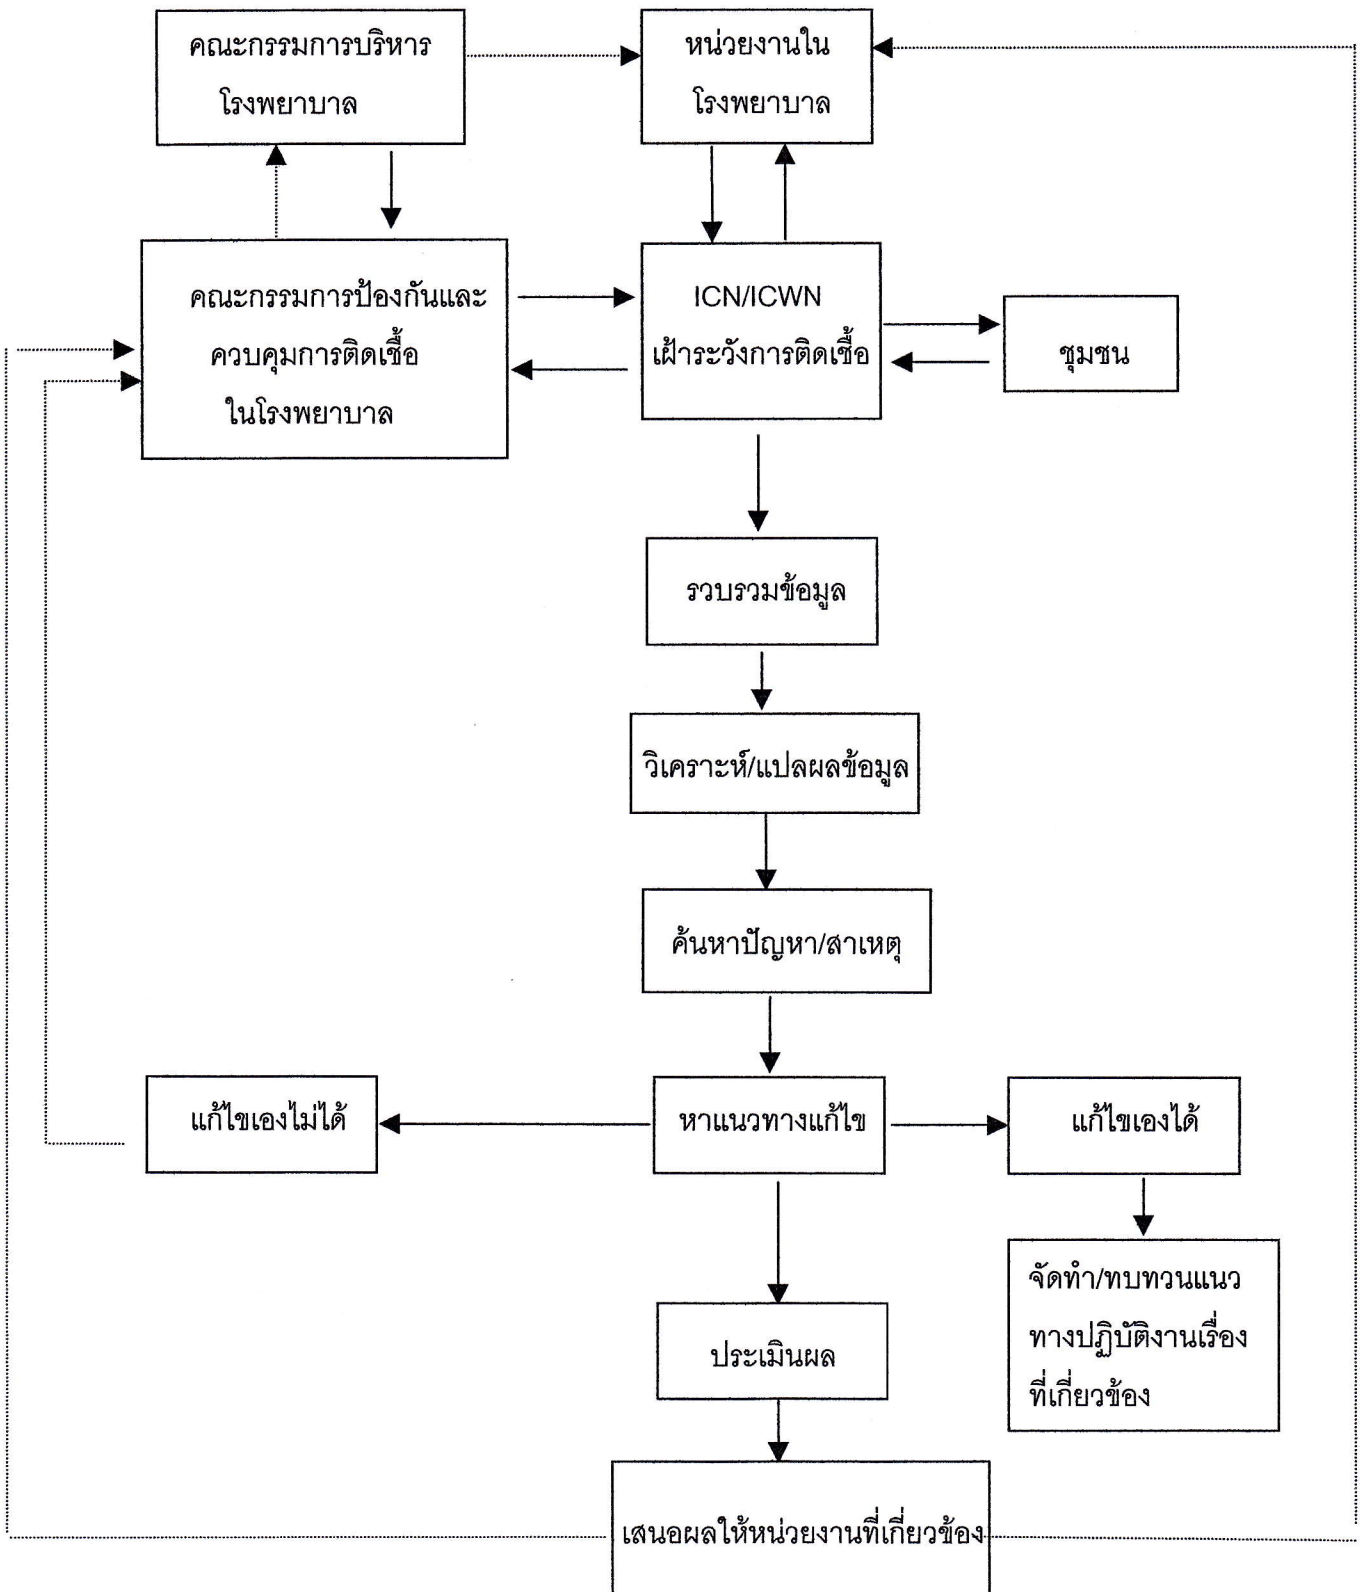 คณะกรรมการบริหาร
โรงพยาบาล
หน่วยงานใน
โรงพยาบาล
คณะกรรมการป้องกันและ
ควบคุมการติดเชื้อ
ในโรงพยาบาล
ICN/ICWN
เฝ้าระวังการติดเชื้อ
ชุมชน
รวบรวมข้อมูล
วิเคราะห์/แปลผลข้อมูล
ค้นหาปัญหา/สาเหตุ
แก้ไขเองไม่ได้
หาแนวทางแก้ไข
แก้ไขเองได้
จัดทำ/ทบทวนแนว
ทางปฏิบัติงานเรื่อง
ที่เกี่ยวข้อง
ประเมินผล
เสนอผลให้หน่วยงานที่เกี่ยวข้อง